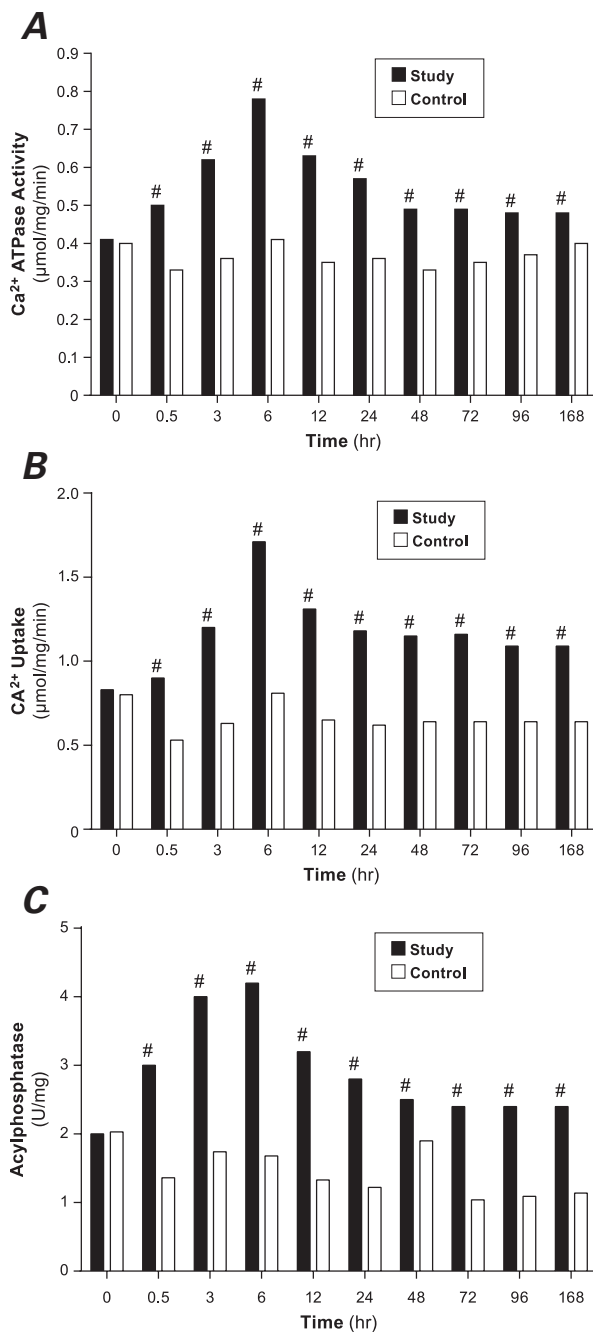 A
0.9
0.8
0.7
0.6
0.5
0.4
0.3
0.2
0.1
0
Ca²⁺ ATPase Activity
(µmol/mg/min)
Study
Control
#
#
#
#
#
#
#
#
#
0 0.5 3 6 12 24 48 72 96 168
Time (hr)
B
2.0
1.5
1.0
0.5
0
CA²⁺ Uptake
(µmol/mg/min)
Study
Control
#
#
#
#
#
#
#
#
#
0 0.5 3 6 12 24 48 72 96 168
Time (hr)
C
5
4
3
2
1
0
Acylphosphatase
(U/mg)
Study
Control
#
#
#
#
#
#
#
#
#
0 0.5 3 6 12 24 48 72 96 168
Time (hr)